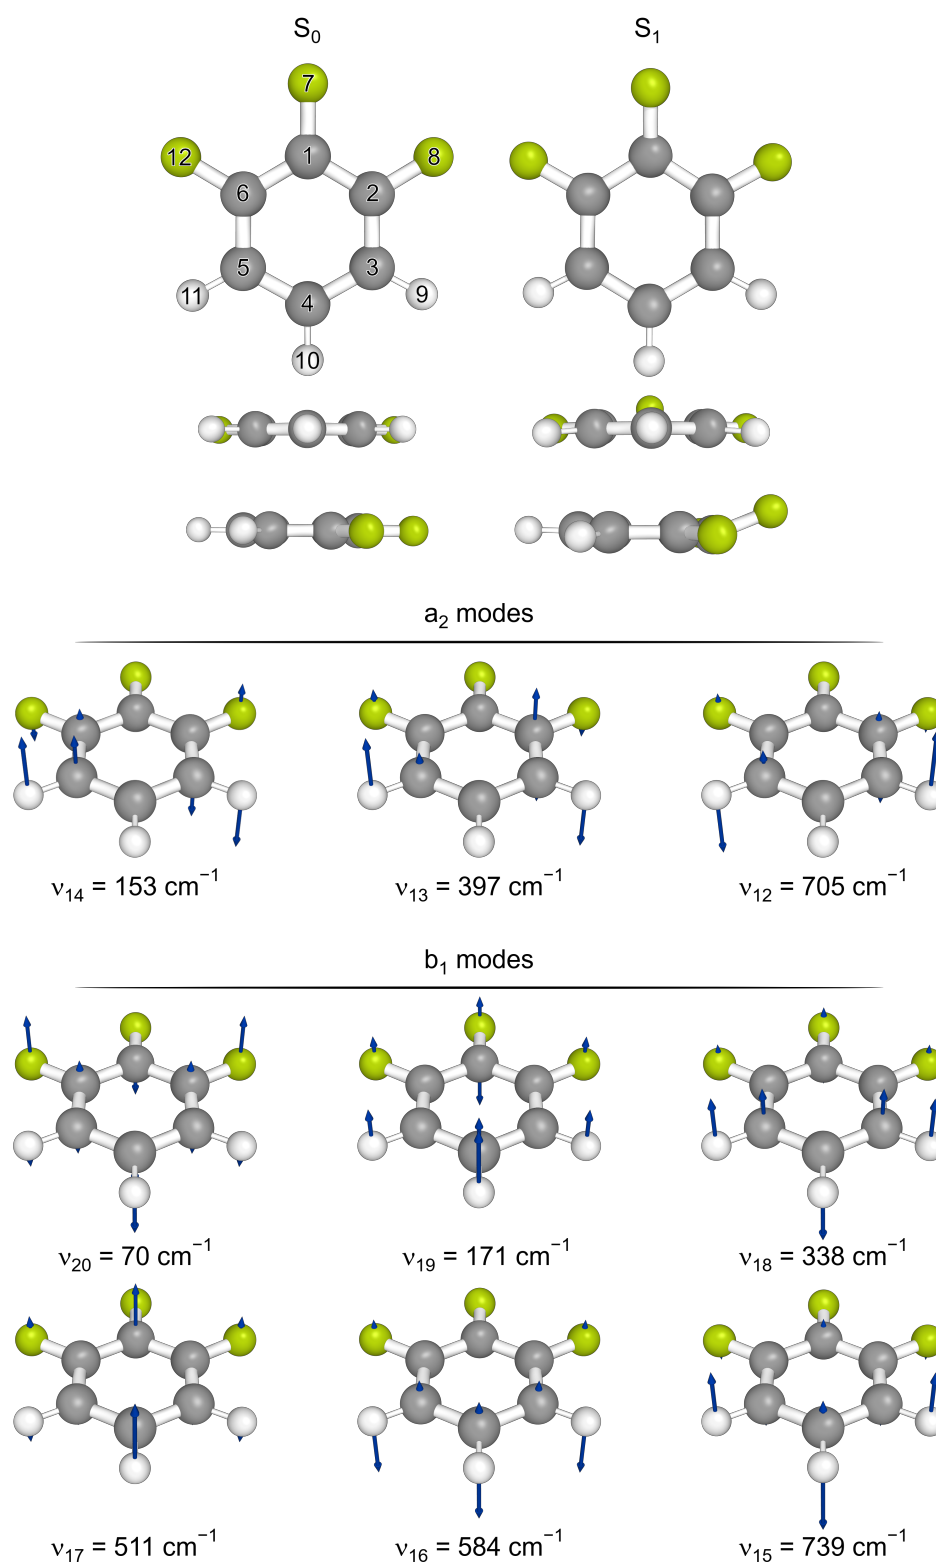 S₀ S₁
7
12 1 8
6 2
5 3
11 4 9
10
a₂ modes
ν₁₄ = 153 cm⁻¹ ν₁₃ = 397 cm⁻¹ ν₁₂ = 705 cm⁻¹
b₁ modes
ν₂₀ = 70 cm⁻¹ ν₁₉ = 171 cm⁻¹ ν₁₈ = 338 cm⁻¹
ν₁₇ = 511 cm⁻¹ ν₁₆ = 584 cm⁻¹ ν₁₅ = 739 cm⁻¹